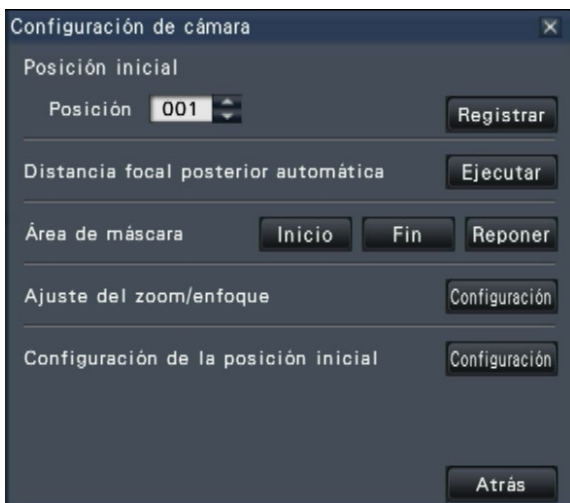 Configuración de cámara
Posición inicial
Posición 001
Registrar
Distancia focal posterior automática Ejecutar
Área de máscara Inicio Fin Reponer
Ajuste del zoom/enfoque Configuración
Configuración de la posición inicial Configuración
Atrás